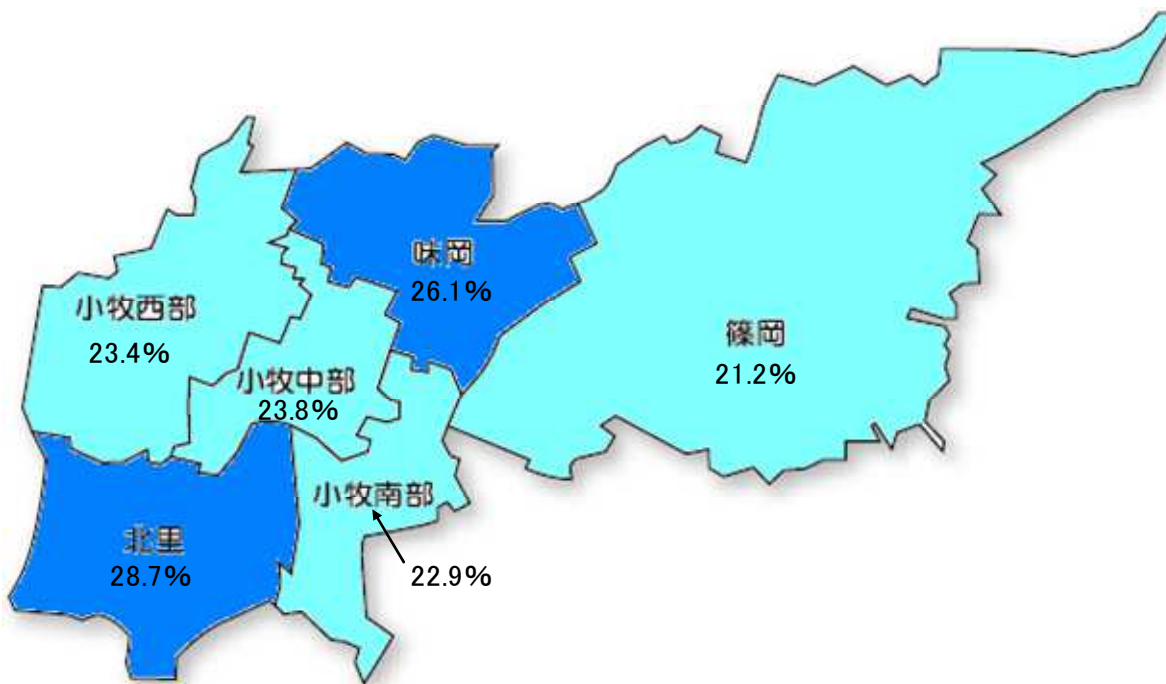 味岡
26.1%
小牧西部
23.4%
篠岡
21.2%
小牧中部
23.8%
小牧南部
22.9%
北里
28.7%